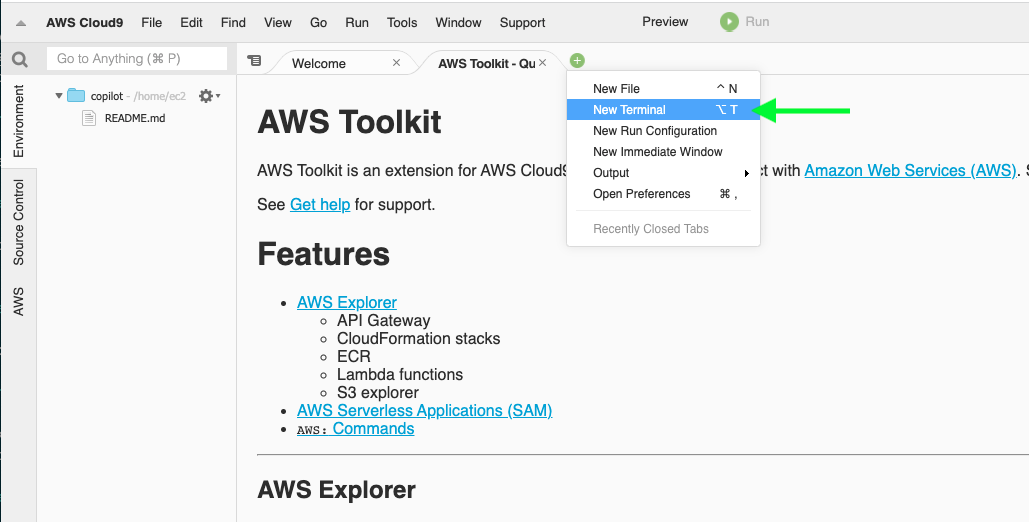 AWS Cloud9 File Edit Find View Go Run Tools Window Support Preview Run
Go to Anything (⌘ P)
Welcome
AWS Toolkit - Qu
Environment
Source Control
AWS
copilot - /home/ec2
README.md
New File ^ N
New Terminal ⌥ T
New Run Configuration
New Immediate Window
Output
Open Preferences ⌘ ,
Recently Closed Tabs
AWS Toolkit
AWS Toolkit is an extension for AWS Cloud9 with Amazon Web Services (AWS).
See Get help for support.
Features
AWS Explorer
API Gateway
CloudFormation stacks
ECR
Lambda functions
S3 explorer
AWS Serverless Applications (SAM)
AWS: Commands
AWS Explorer